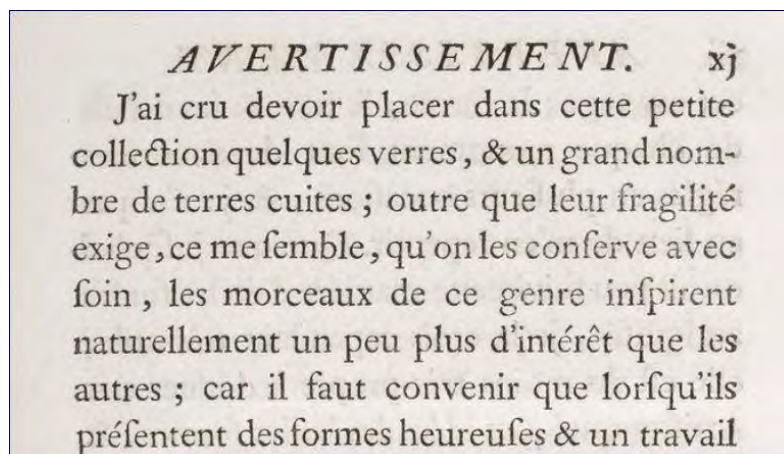 AVERTISSEMENT. xj
J'ai cru devoir placer dans cette petite
collection quelques verres, & un grand nom-
bre de terres cuites ; outre que leur fragilité
exige, ce me ſemble, qu'on les conſerve avec
ſoin, les morceaux de ce genre inſpirent
naturellement un peu plus d'intérêt que les
autres ; car il faut convenir que lorſqu'ils
préſentent des formes heureuſes & un travail